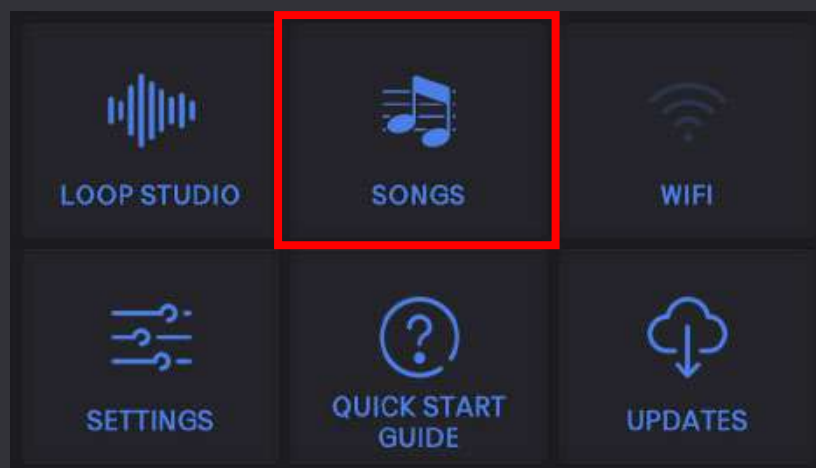 LOOP STUDIO
SONGS
WIFI
SETTINGS
QUICK START
GUIDE
UPDATES